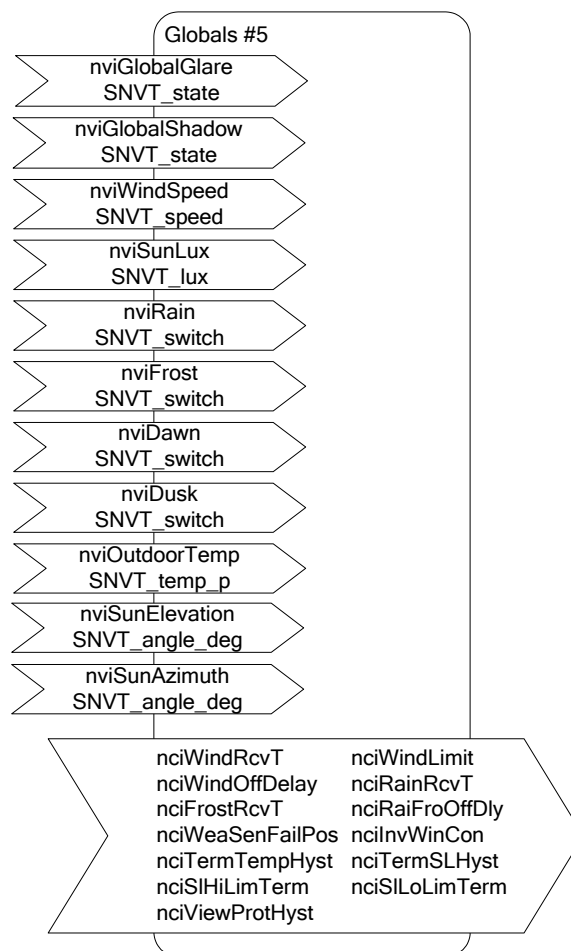 Globals #5
nviGlobalGlare
SNVT_state
nviGlobalShadow
SNVT_state
nviWindSpeed
SNVT_speed
nviSunLux
SNVT_lux
nviRain
SNVT_switch
nviFrost
SNVT_switch
nviDawn
SNVT_switch
nviDusk
SNVT_switch
nviOutdoorTemp
SNVT_temp_p
nviSunElevation
SNVT_angle_deg
nviSunAzimuth
SNVT_angle_deg
nciWindRcvT nciWindLimit
nciWindOffDelay nciRainRcvT
nciFrostRcvT nciRaiFroOffDly
nciWeaSenFailPos nciInvWinCon
nciTermTempHyst nciTermSLHyst
nciSlHiLimTerm nciSlLoLimTerm
nciViewProtHyst